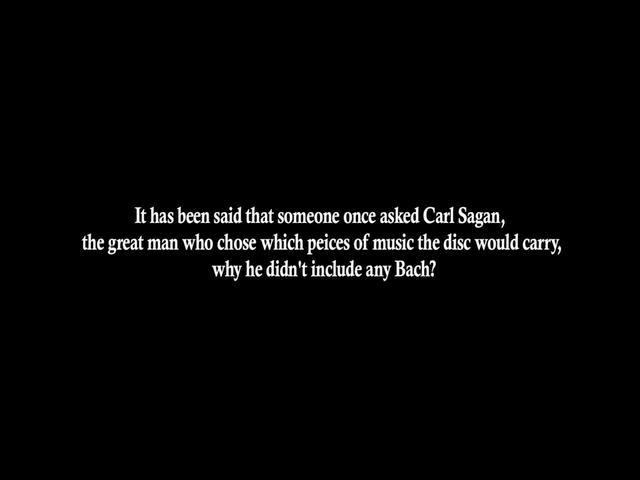 It has been said that someone once asked Carl Sagan,
the great man who chose which peices of music the disc would carry,
why he didn't include any Bach?